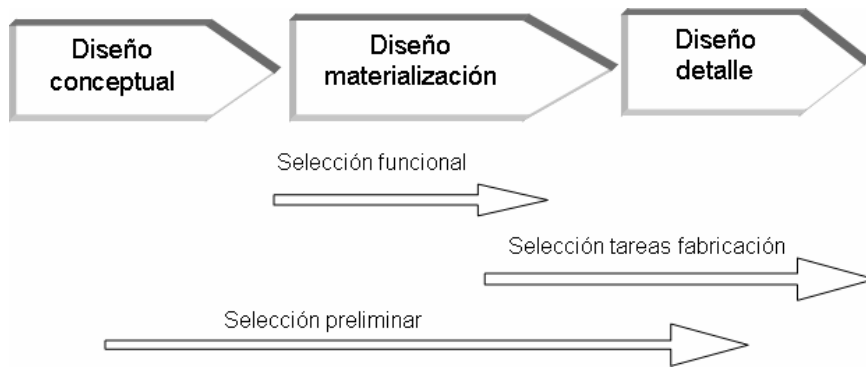 Diseño
conceptual
Diseño
materialización
Diseño
detalle
Selección funcional
Selección tareas fabricación
Selección preliminar